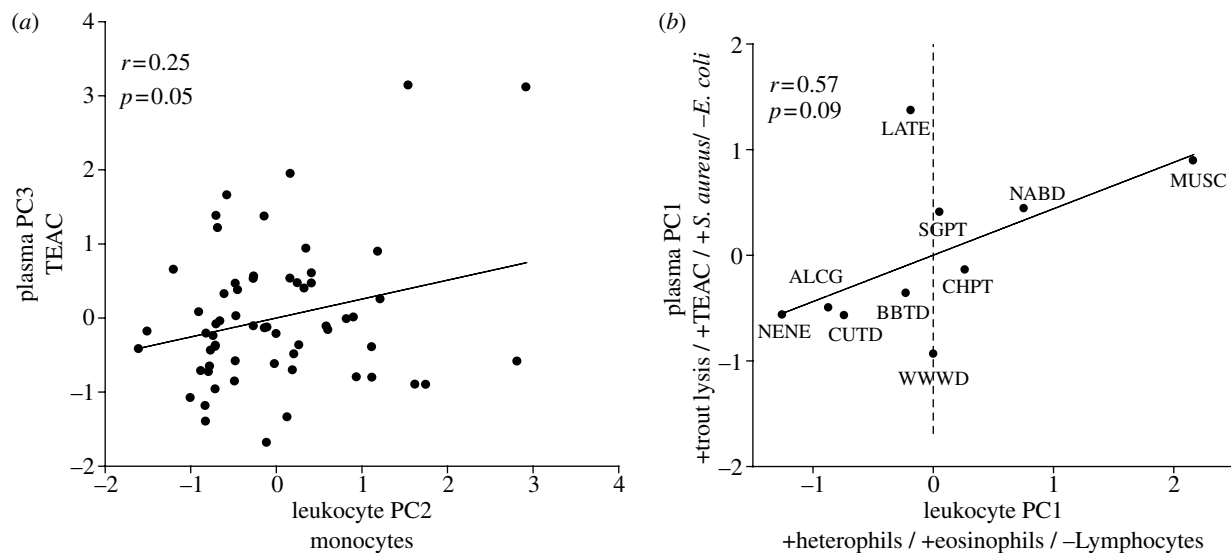 (a)
4
3
2
1
0
–1
–2
r=0.25
p=0.05
plasma PC3
TEAC
–2 –1 0 1 2 3 4
leukocyte PC2
monocytes
(b)
2
1
0
–1
–2
r=0.57
p=0.09
plasma PC1
+trout lysis / +TEAC / +S. aureus/ –E. coli
LATE
MUSC
NABD
SGPT
CHPT
ALCG
BBTD
NENE
CUTD
WWWD
–1 0 1 2
leukocyte PC1
+heterophils / +eosinophils / –Lymphocytes